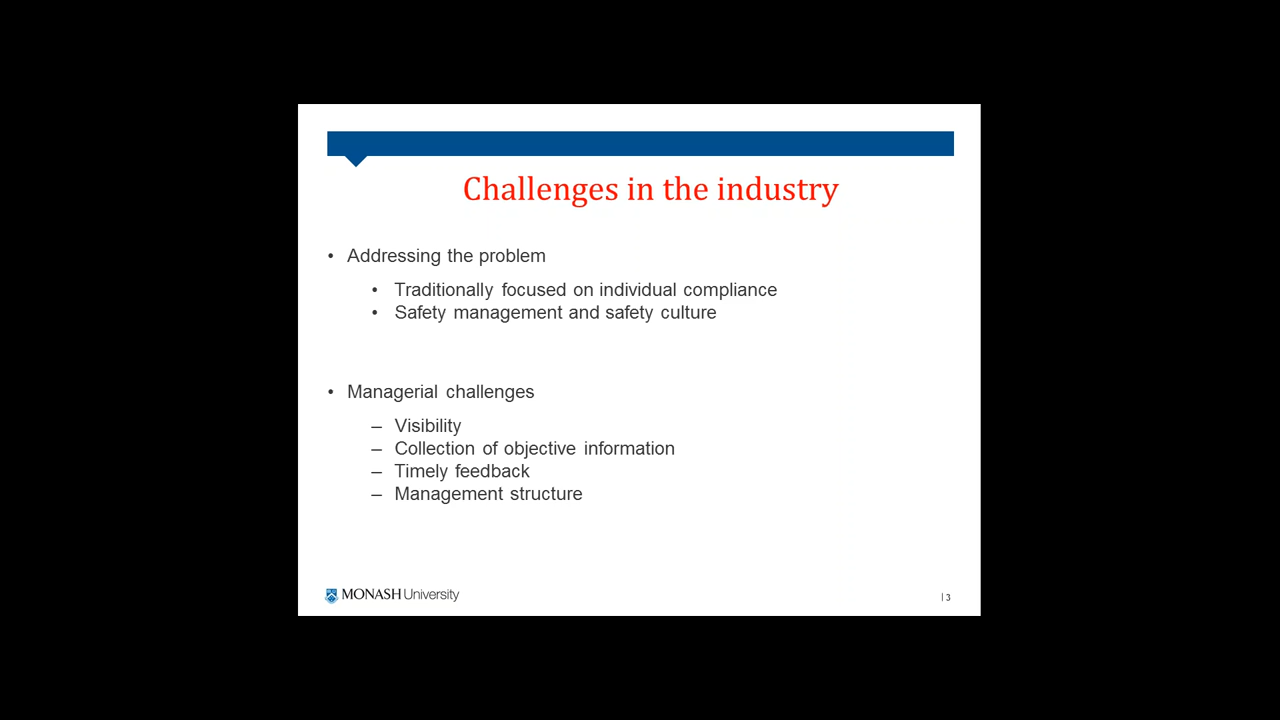 Challenges in the industry
• Addressing the problem
• Traditionally focused on individual compliance
• Safety management and safety culture
• Managerial challenges
– Visibility
– Collection of objective information
– Timely feedback
– Management structure
MONASH University
| 3